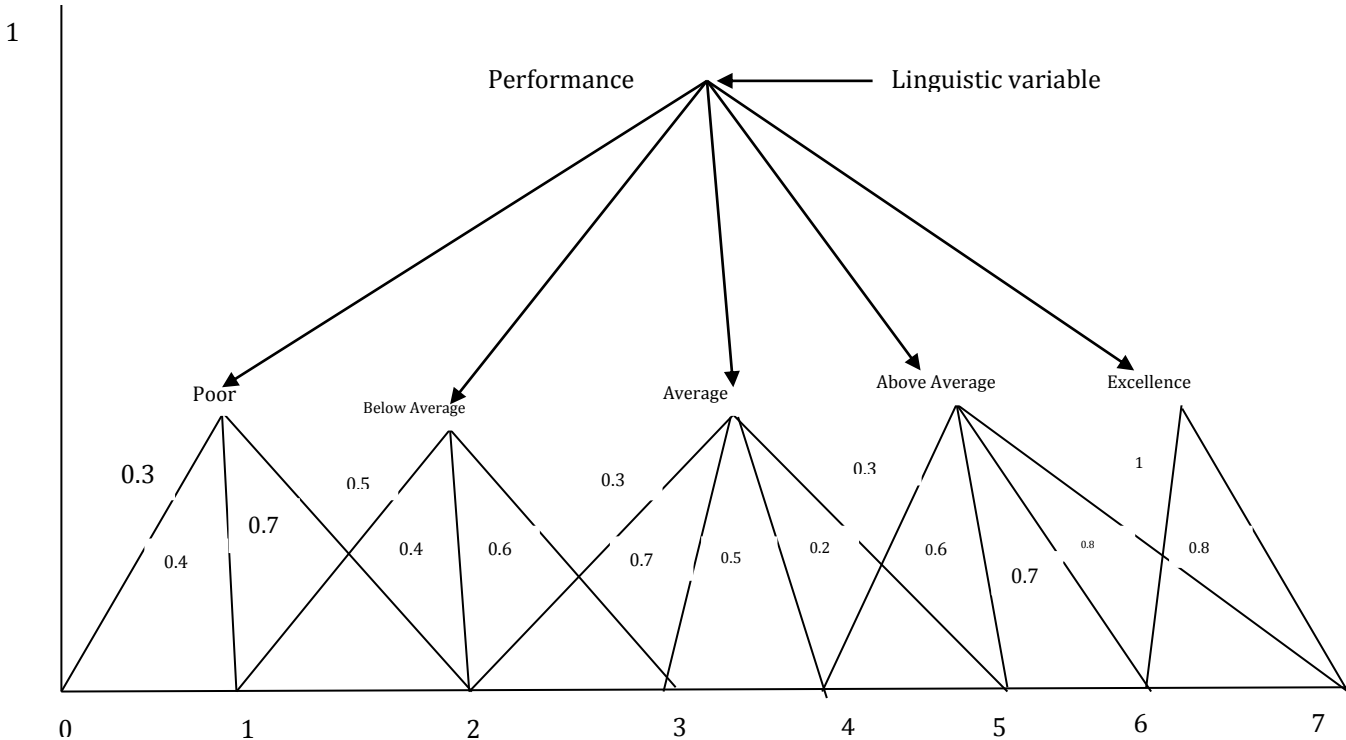 1
Performance
Linguistic variable
Poor
Below Average
Average
Above Average
Excellence
0.3
0.5
0.3
0.3
1
0.7
0.4
0.4
0.6
0.7
0.5
0.2
0.6
0.7
0.8
0.8
0 1 2 3 4 5 6 7